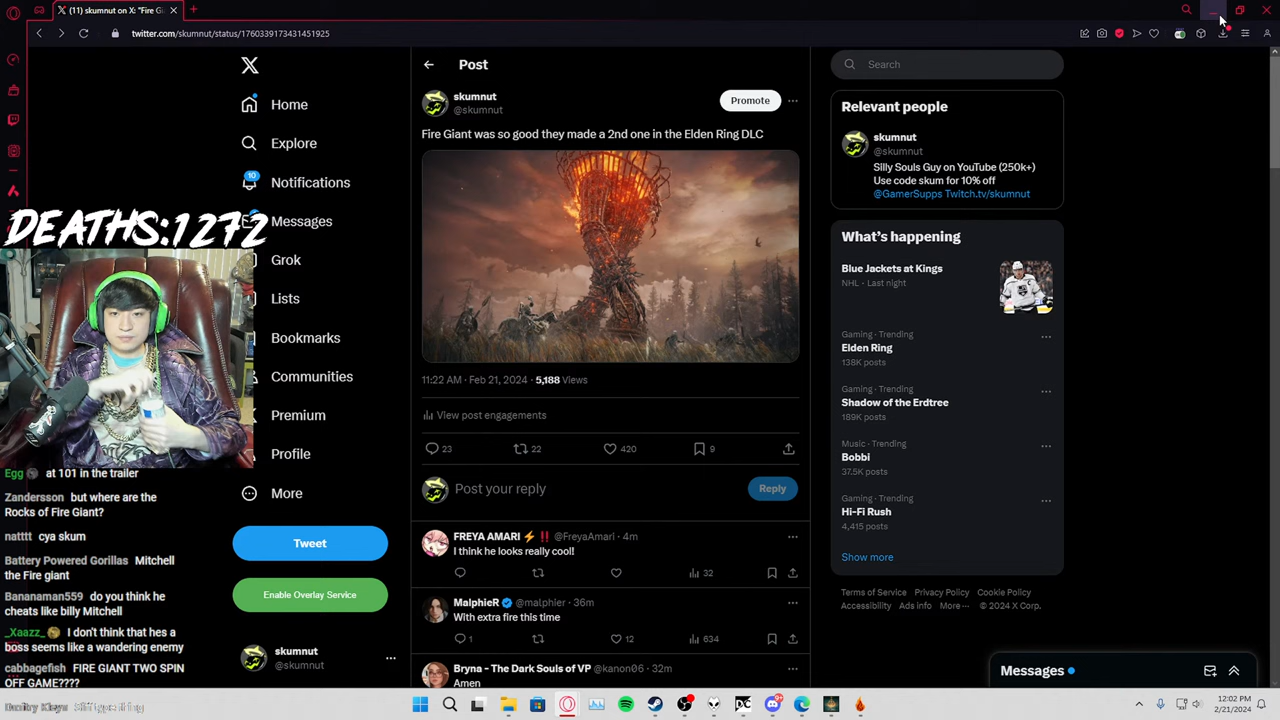 (11) skumnut on X: "Fire Gi
twitter.com/skumnut/status/1760339173431451925
Home
Explore
10
Notifications
Messages
Grok
Lists
Bookmarks
Communities
Premium
Profile
More
Tweet
Enable Overlay Service
skumnut
@skumnut
DEATHS:1272
Egg at 101 in the trailer
Zandersson but where are the
Rocks of Fire Giant?
natttt cya skum
Battery Powered Gorillas Mitchell
the Fire giant
Bananaman559 do you think he
cheats like billy Mitchell
_Xaazz_ I don't think that hes a
boss seems like a wandering enemy
cabbagefish FIRE GIANT TWO SPIN
OFF GAME????
Post
skumnut
@skumnut
Promote
Fire Giant was so good they made a 2nd one in the Elden Ring DLC
11:22 AM · Feb 21, 2024 · 5,188 Views
View post engagements
23
22
420
9
Post your reply
Reply
FREYA AMARI ⚡ ‼️ @FreyaAmari · 4m
I think he looks really cool!
32
MalphieR @malphier · 36m
With extra fire this time
1
12
634
Bryna - The Dark Souls of VP @kanon06 · 32m
Amen
Search
Relevant people
skumnut
@skumnut
Silly Souls Guy on YouTube (250k+)
Use code skum for 10% off
@GamerSupps Twitch.tv/skumnut
What's happening
Blue Jackets at Kings
NHL · Last night
Gaming · Trending
Elden Ring
138K posts
Gaming · Trending
Shadow of the Erdtree
189K posts
Music · Trending
Bobbi
37.5K posts
Gaming · Trending
Hi-Fi Rush
4,415 posts
Show more
Terms of Service Privacy Policy Cookie Policy
Accessibility Ads info More ··· © 2024 X Corp.
Messages
12:02 PM
2/21/2024